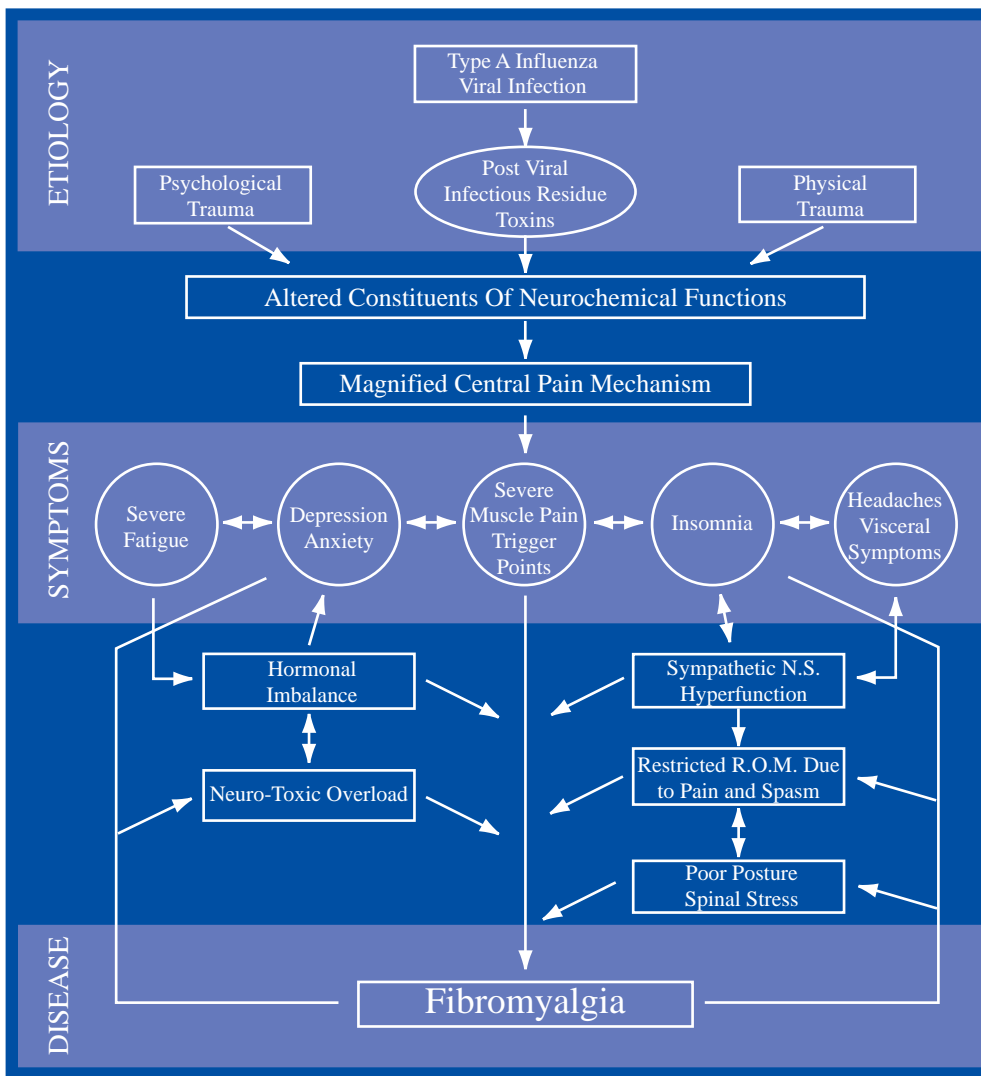 ETIOLOGY
Type A Influenza
Viral Infection
Post Viral
Infectious Residue
Toxins
Psychological
Trauma
Physical
Trauma
Altered Constituents Of Neurochemical Functions
Magnified Central Pain Mechanism
SYMPTOMS
Severe
Fatigue
Depression
Anxiety
Severe
Muscle Pain
Trigger
Points
Insomnia
Headaches
Visceral
Symptoms
Hormonal
Imbalance
Sympathetic N.S.
Hyperfunction
Neuro-Toxic Overload
Restricted R.O.M. Due
to Pain and Spasm
Poor Posture
Spinal Stress
DISEASE
Fibromyalgia